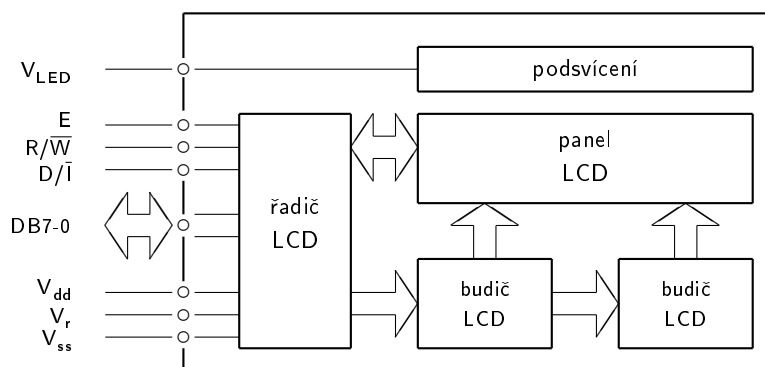 V_LED
podsvícení
E
R/W̅
D/I̅
DB7-0
V_dd
V_r
V_ss
řadič
LCD
panel
LCD
budič
LCD
budič
LCD